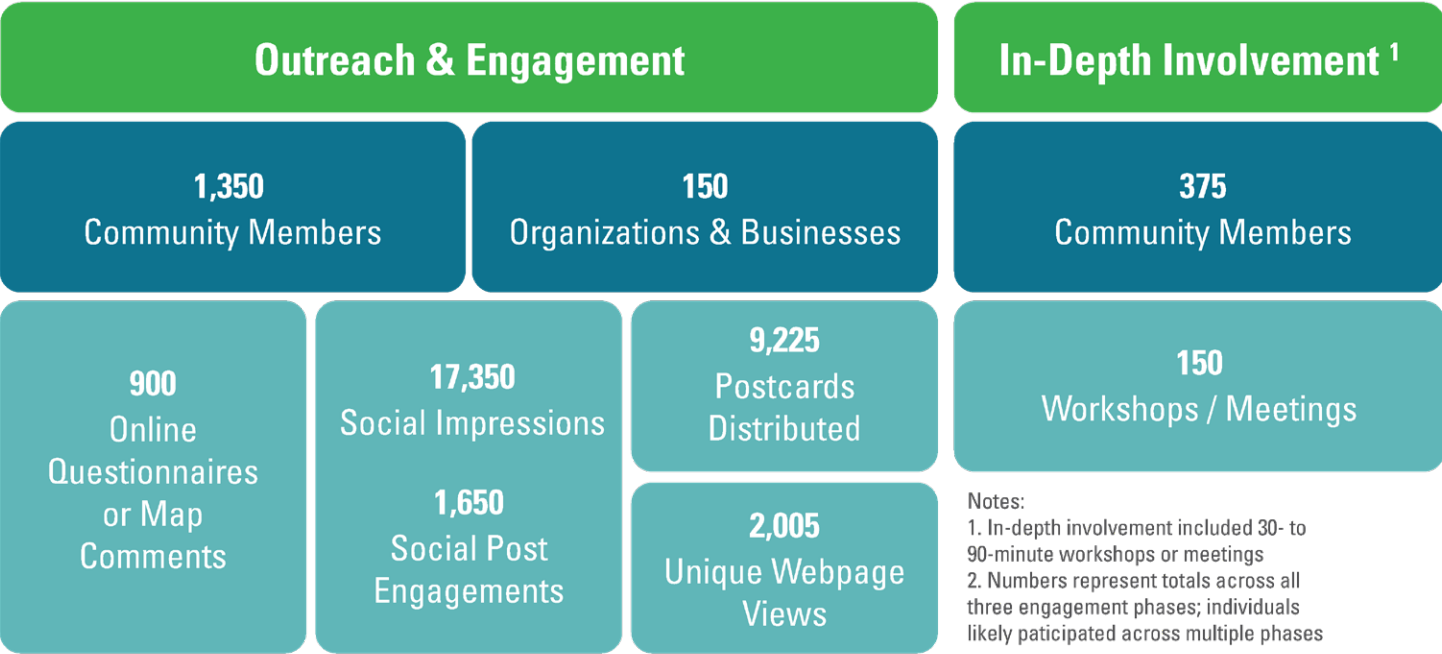 Outreach & Engagement
In-Depth Involvement ¹
1,350
Community Members
150
Organizations & Businesses
375
Community Members
900
Online
Questionnaires
or Map
Comments
17,350
Social Impressions
1,650
Social Post
Engagements
9,225
Postcards
Distributed
2,005
Unique Webpage
Views
150
Workshops / Meetings
Notes:
1. In-depth involvement included 30- to
90-minute workshops or meetings
2. Numbers represent totals across all
three engagement phases; individuals
likely paticipated across multiple phases